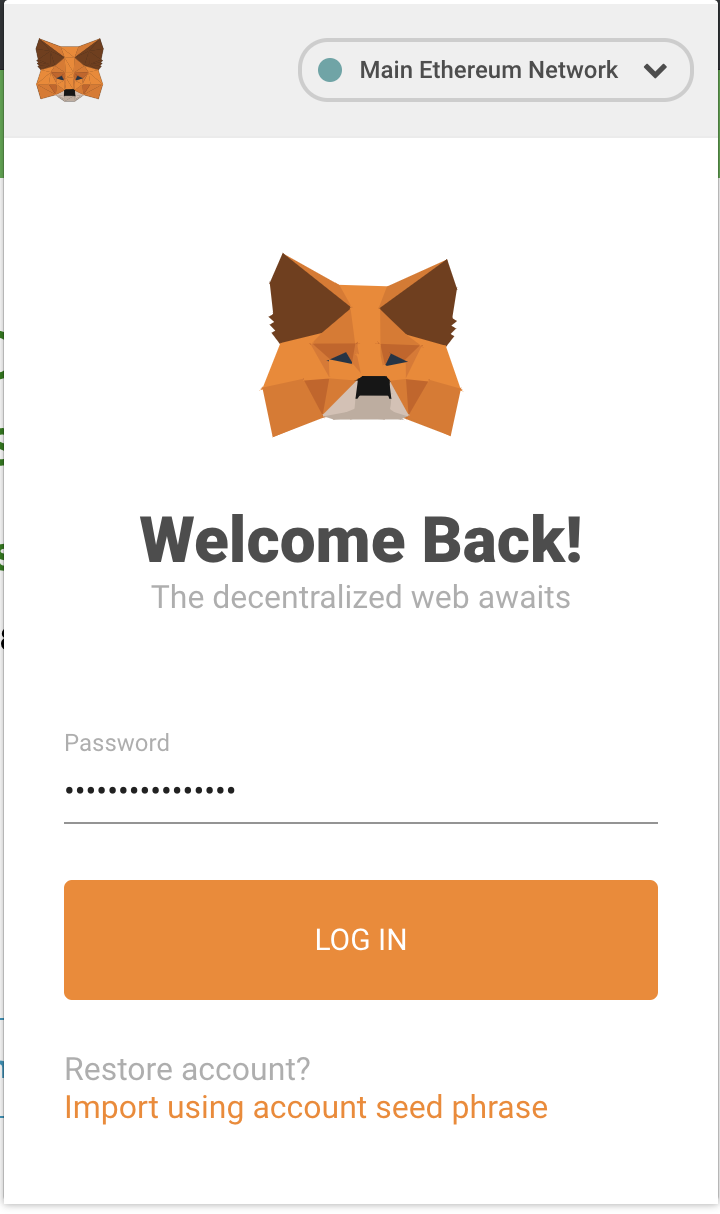 Main Ethereum Network
Welcome Back!
The decentralized web awaits
Password
••••••••••••••••
LOG IN
Restore account?
Import using account seed phrase